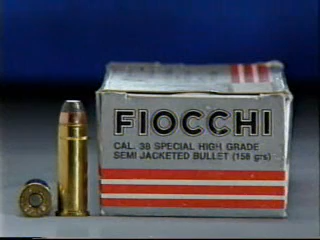 FIOCCHI
CAL. 38 SPECIAL HIGH GRADE
SEMI JACKETED BULLET (158 grs)